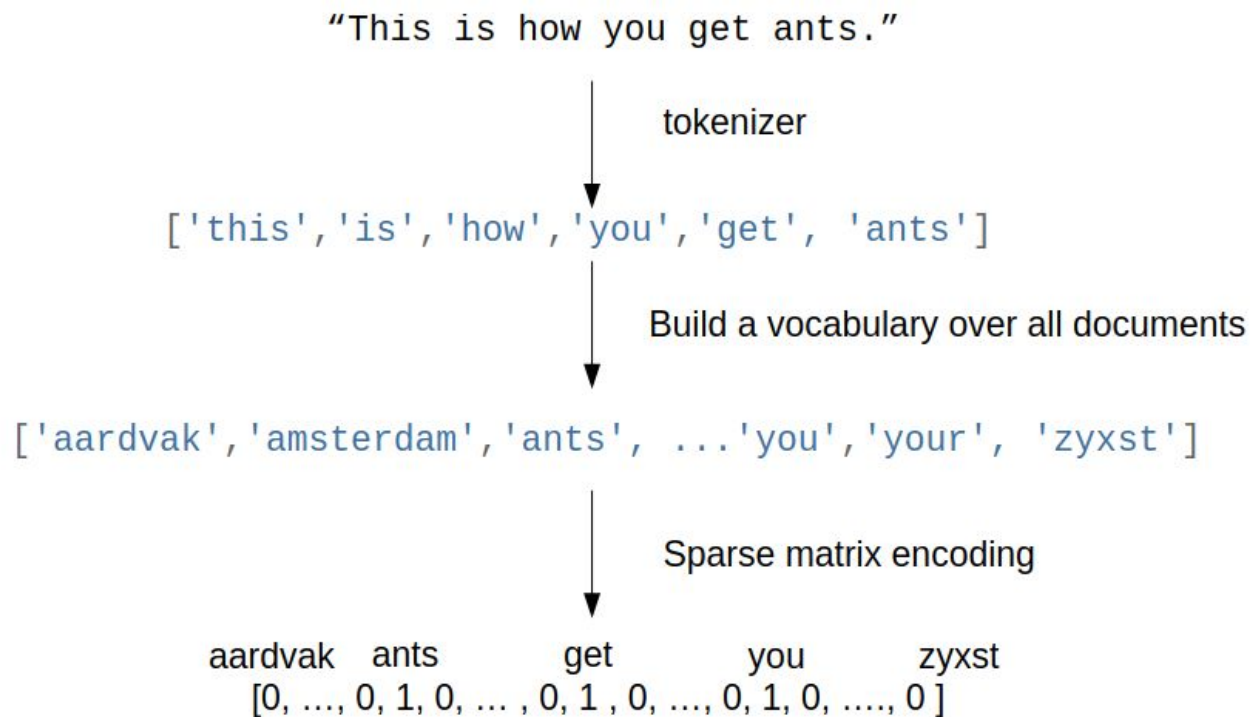 “This is how you get ants.”
tokenizer
['this','is','how','you','get', 'ants']
Build a vocabulary over all documents
['aardvak','amsterdam','ants', ...'you','your', 'zyxst']
Sparse matrix encoding
aardvak ants get you zyxst
[0, …, 0, 1, 0, … , 0, 1 , 0, …, 0, 1, 0, …., 0 ]